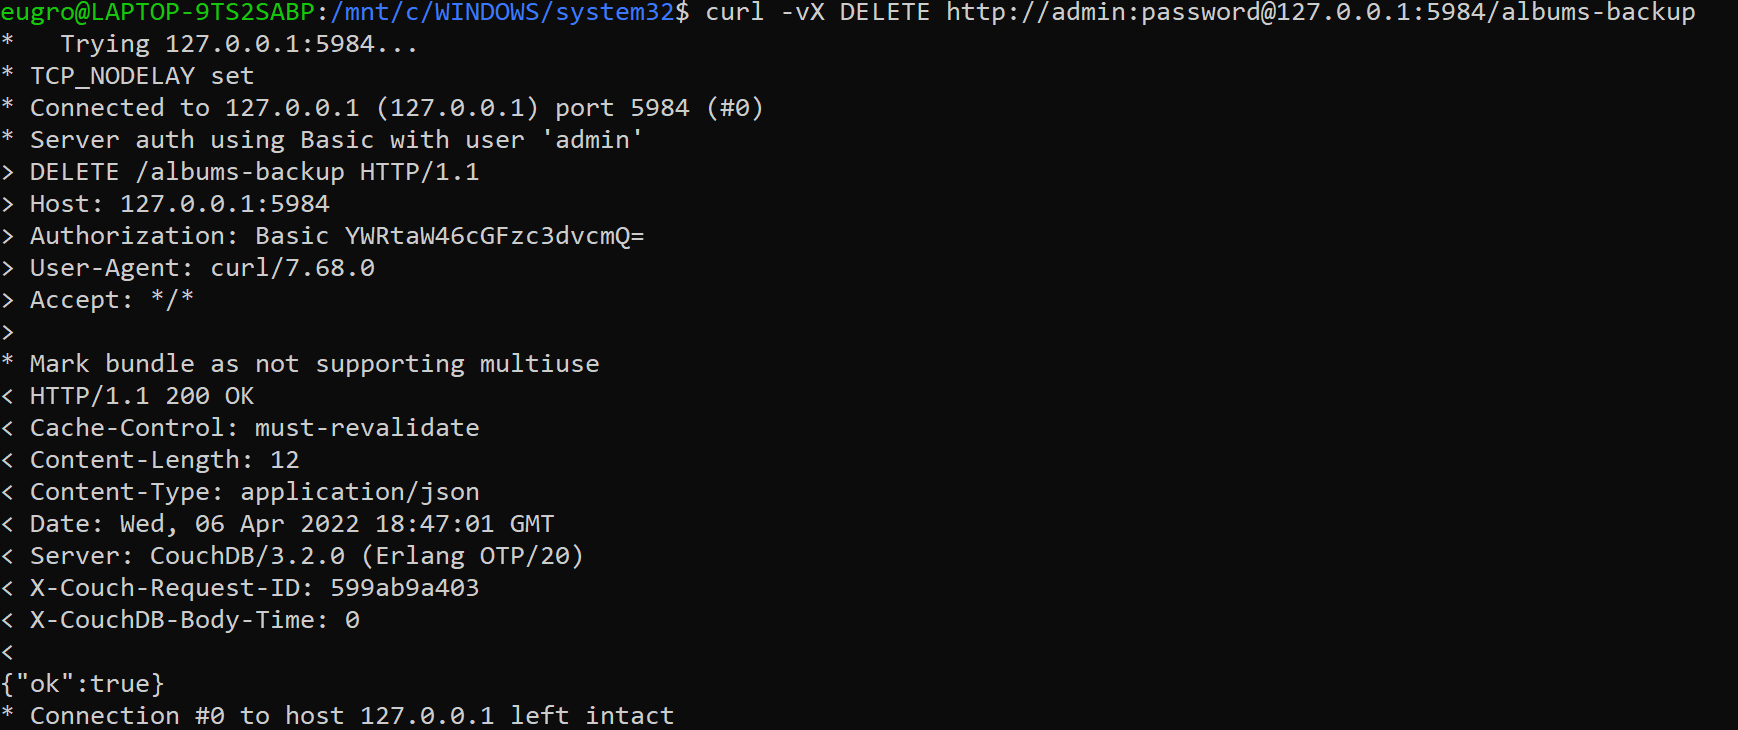 eugro@LAPTOP-9TS2SABP:/mnt/c/WINDOWS/system32$ curl -vX DELETE http://admin:password@127.0.0.1:5984/albums-backup
*   Trying 127.0.0.1:5984...
* TCP_NODELAY set
* Connected to 127.0.0.1 (127.0.0.1) port 5984 (#0)
* Server auth using Basic with user 'admin'
> DELETE /albums-backup HTTP/1.1
> Host: 127.0.0.1:5984
> Authorization: Basic YWRtaW46cGFzc3dvcmQ=
> User-Agent: curl/7.68.0
> Accept: */*
>
* Mark bundle as not supporting multiuse
< HTTP/1.1 200 OK
< Cache-Control: must-revalidate
< Content-Length: 12
< Content-Type: application/json
< Date: Wed, 06 Apr 2022 18:47:01 GMT
< Server: CouchDB/3.2.0 (Erlang OTP/20)
< X-Couch-Request-ID: 599ab9a403
< X-CouchDB-Body-Time: 0
<
{"ok":true}
* Connection #0 to host 127.0.0.1 left intact